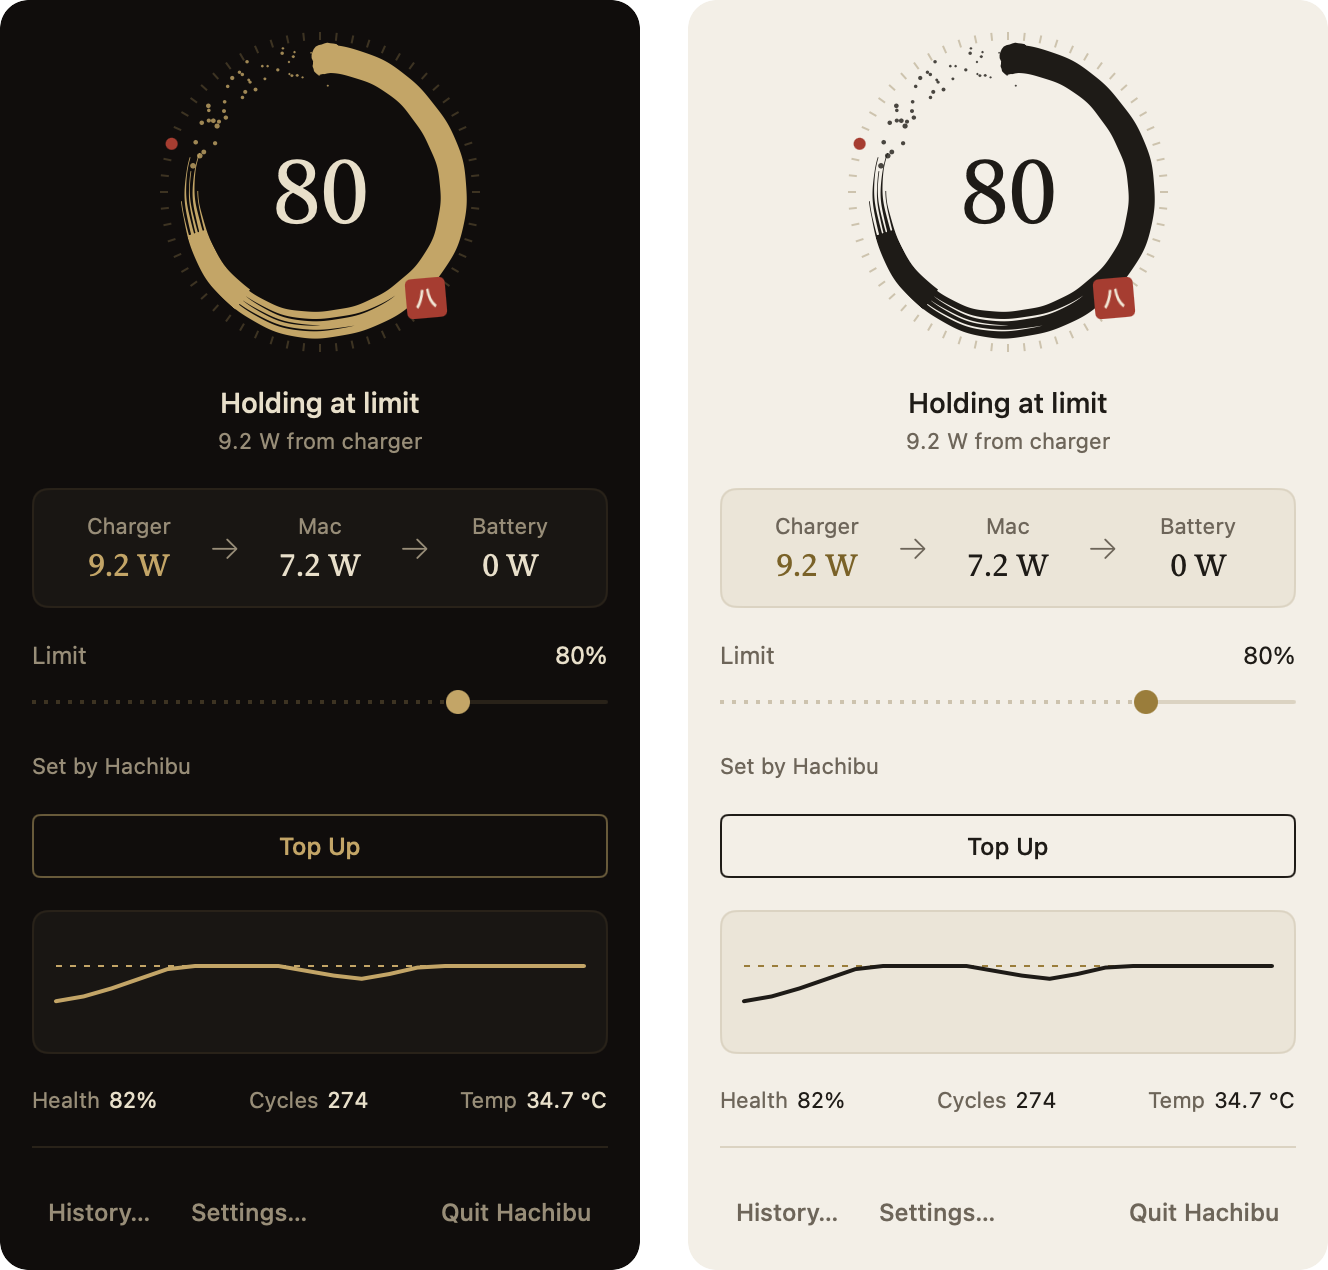 80
八
Holding at limit
9.2 W from charger
Charger → Mac → Battery
9.2 W 7.2 W 0 W
Limit 80%
Set by Hachibu
Top Up
Health 82% Cycles 274 Temp 34.7 °C
History... Settings... Quit Hachibu
80
八
Holding at limit
9.2 W from charger
Charger → Mac → Battery
9.2 W 7.2 W 0 W
Limit 80%
Set by Hachibu
Top Up
Health 82% Cycles 274 Temp 34.7 °C
History... Settings... Quit Hachibu